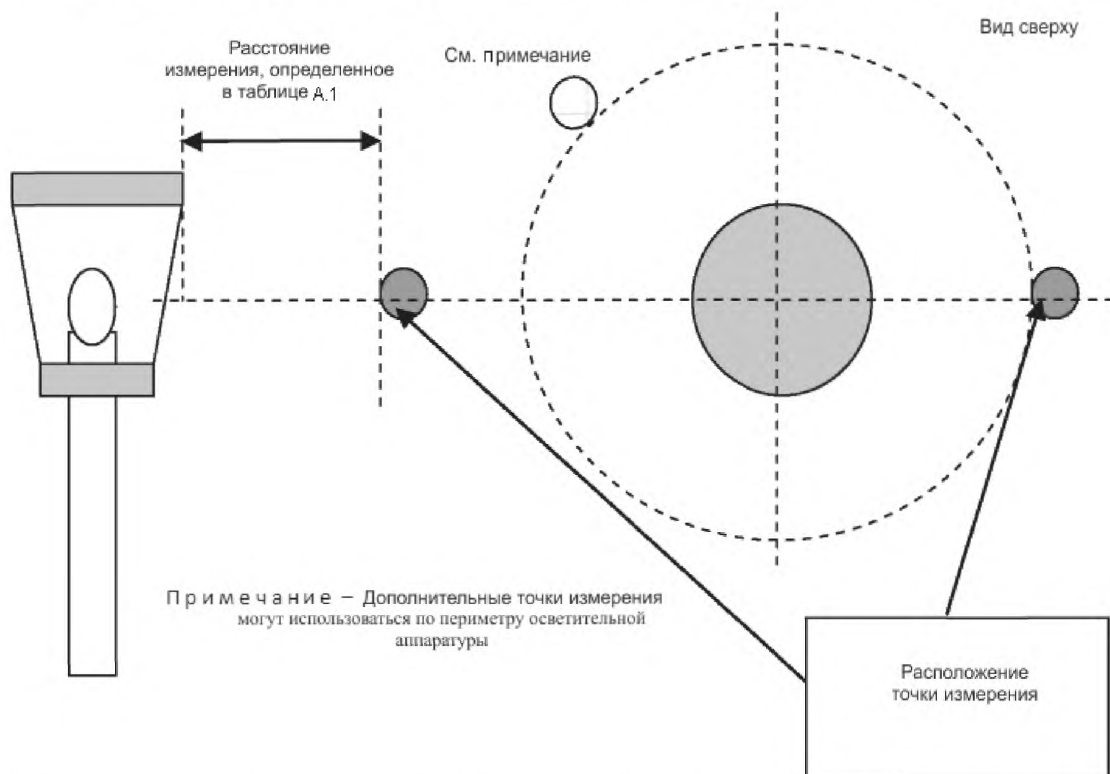 Вид сверху
Расстояние
измерения, определенное
в таблице А.1
См. примечание
Примечание – Дополнительные точки измерения
могут использоваться по периметру осветительной
аппаратуры
Расположение
точки измерения